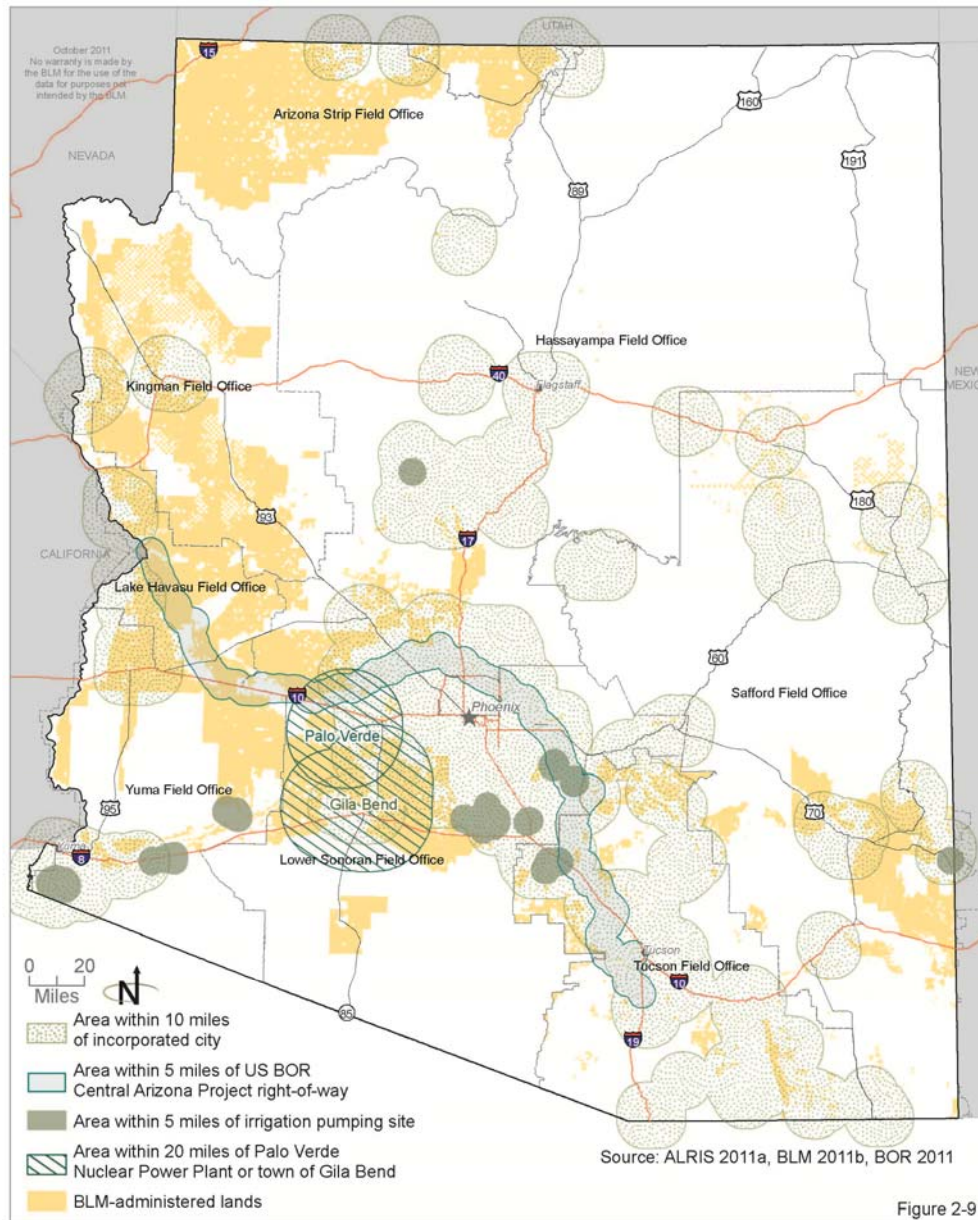 October 2011
No warranty is made by
the BLM for the use of the
data for purposes not
intended by the BLM.
UTAH
15
Arizona Strip Field Office
160
NEVADA
191
89
Hassayampa Field Office
40
Flagstaff
NEW
MEXICO
Kingman Field Office
93
180
17
CALIFORNIA
Lake Havasu Field Office
60
Safford Field Office
10
Phoenix
Palo Verde
Gila Bend
Yuma Field Office
95
70
Yuma
8
Lower Sonoran Field Office
Tucson
Tucson Field Office
10
85
19
0 20
Miles
N
Area within 10 miles
of incorporated city
Area within 5 miles of US BOR
Central Arizona Project right-of-way
Area within 5 miles of irrigation pumping site
Area within 20 miles of Palo Verde
Nuclear Power Plant or town of Gila Bend
BLM-administered lands
Source: ALRIS 2011a, BLM 2011b, BOR 2011
Figure 2-9